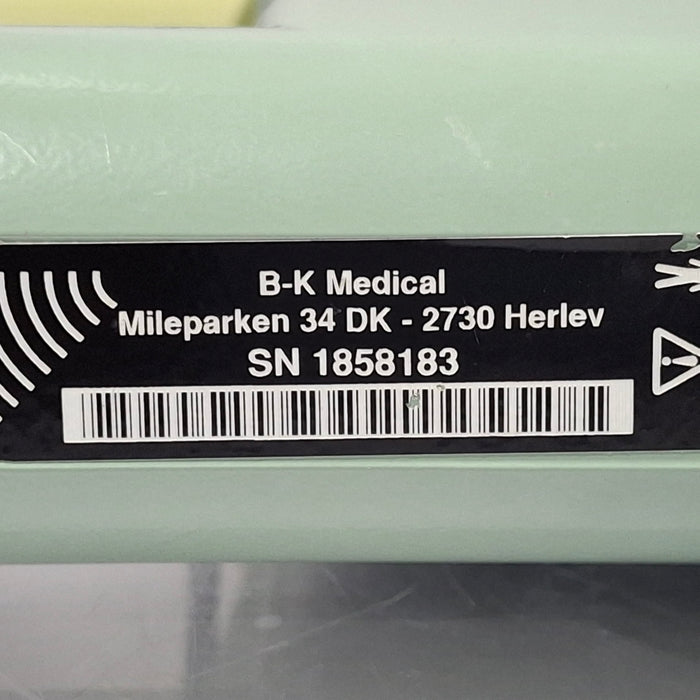 B-K Medical
Mileparken 34 DK - 2730 Herlev
SN 1858183